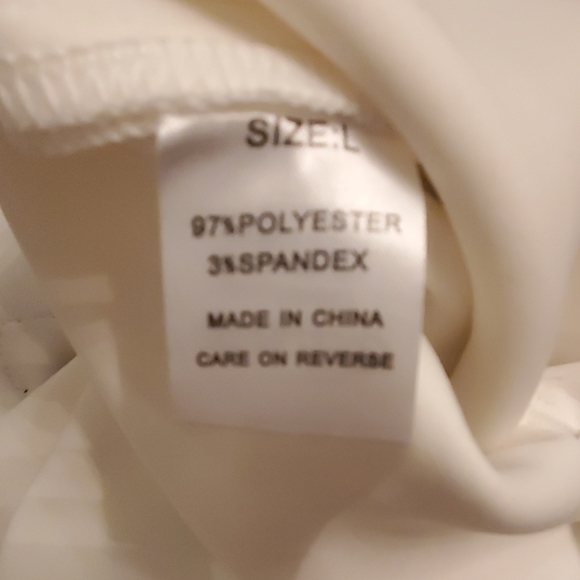 SIZE:L
97%POLYESTER
3%SPANDEX
MADE IN CHINA
CARE ON REVERSE